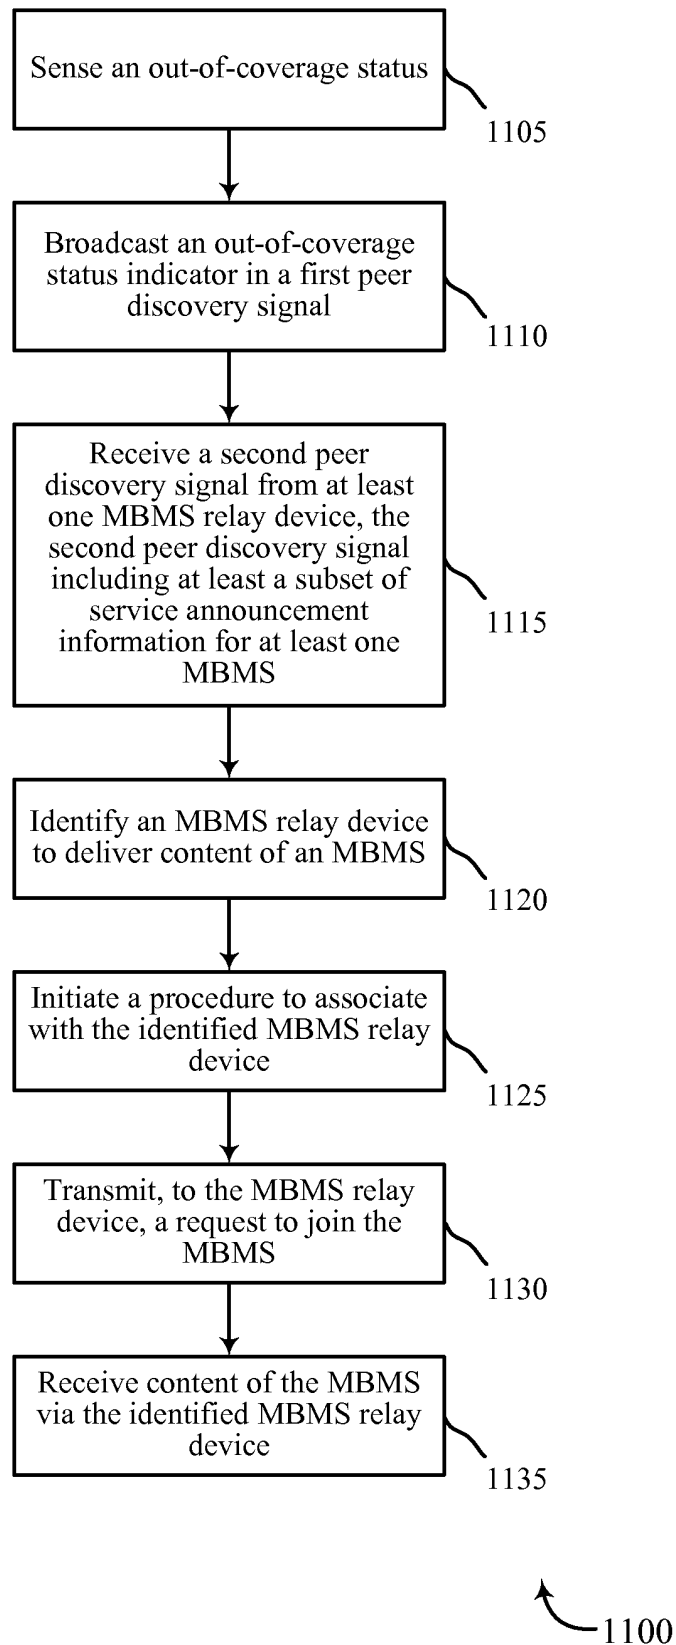 Sense an out-of-coverage status
1105
Broadcast an out-of-coverage
status indicator in a first peer
discovery signal
1110
Receive a second peer
discovery signal from at least
one MBMS relay device, the
second peer discovery signal
including at least a subset of
service announcement
information for at least one
MBMS
1115
Identify an MBMS relay device
to deliver content of an MBMS
1120
Initiate a procedure to associate
with the identified MBMS relay
device
1125
Transmit, to the MBMS relay
device, a request to join the
MBMS
1130
Receive content of the MBMS
via the identified MBMS relay
device
1135
1100